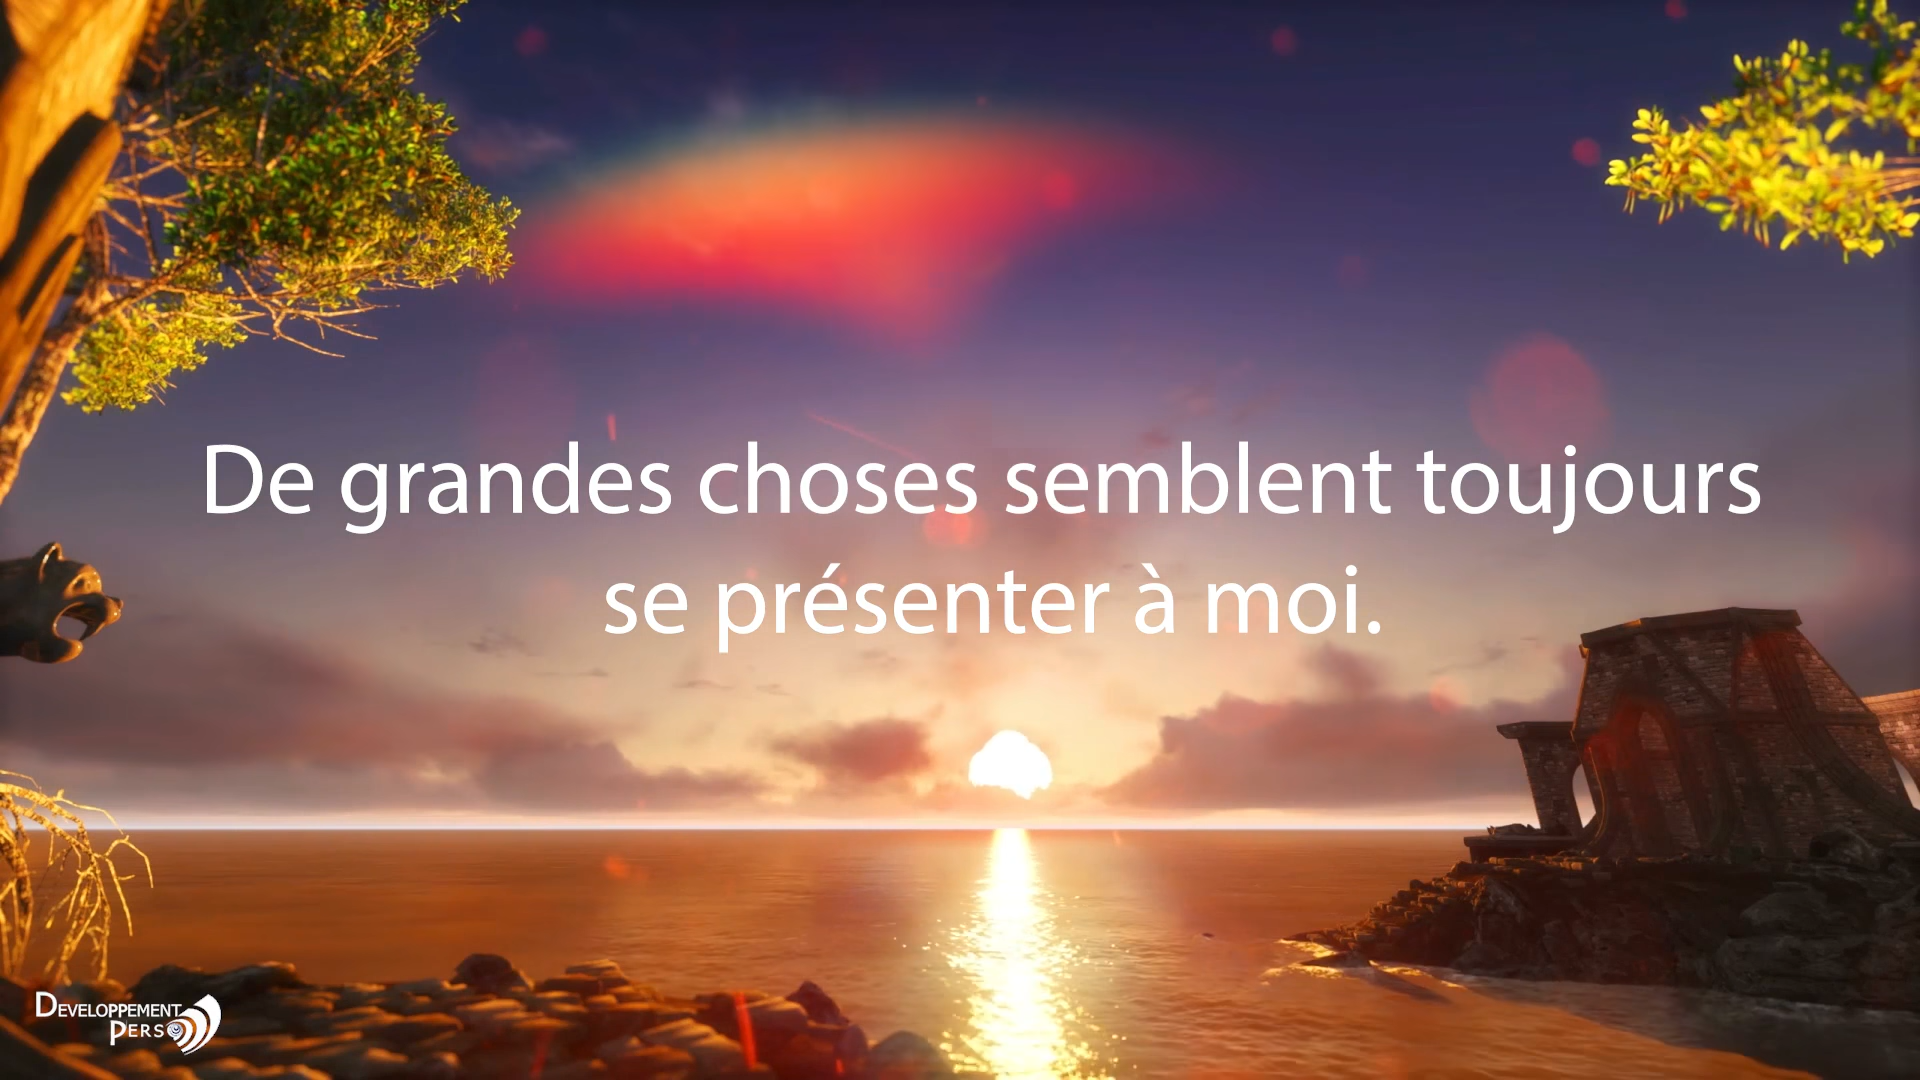 De grandes choses semblent toujours
se présenter à moi.
DEVELOPPEMENT
PERSO